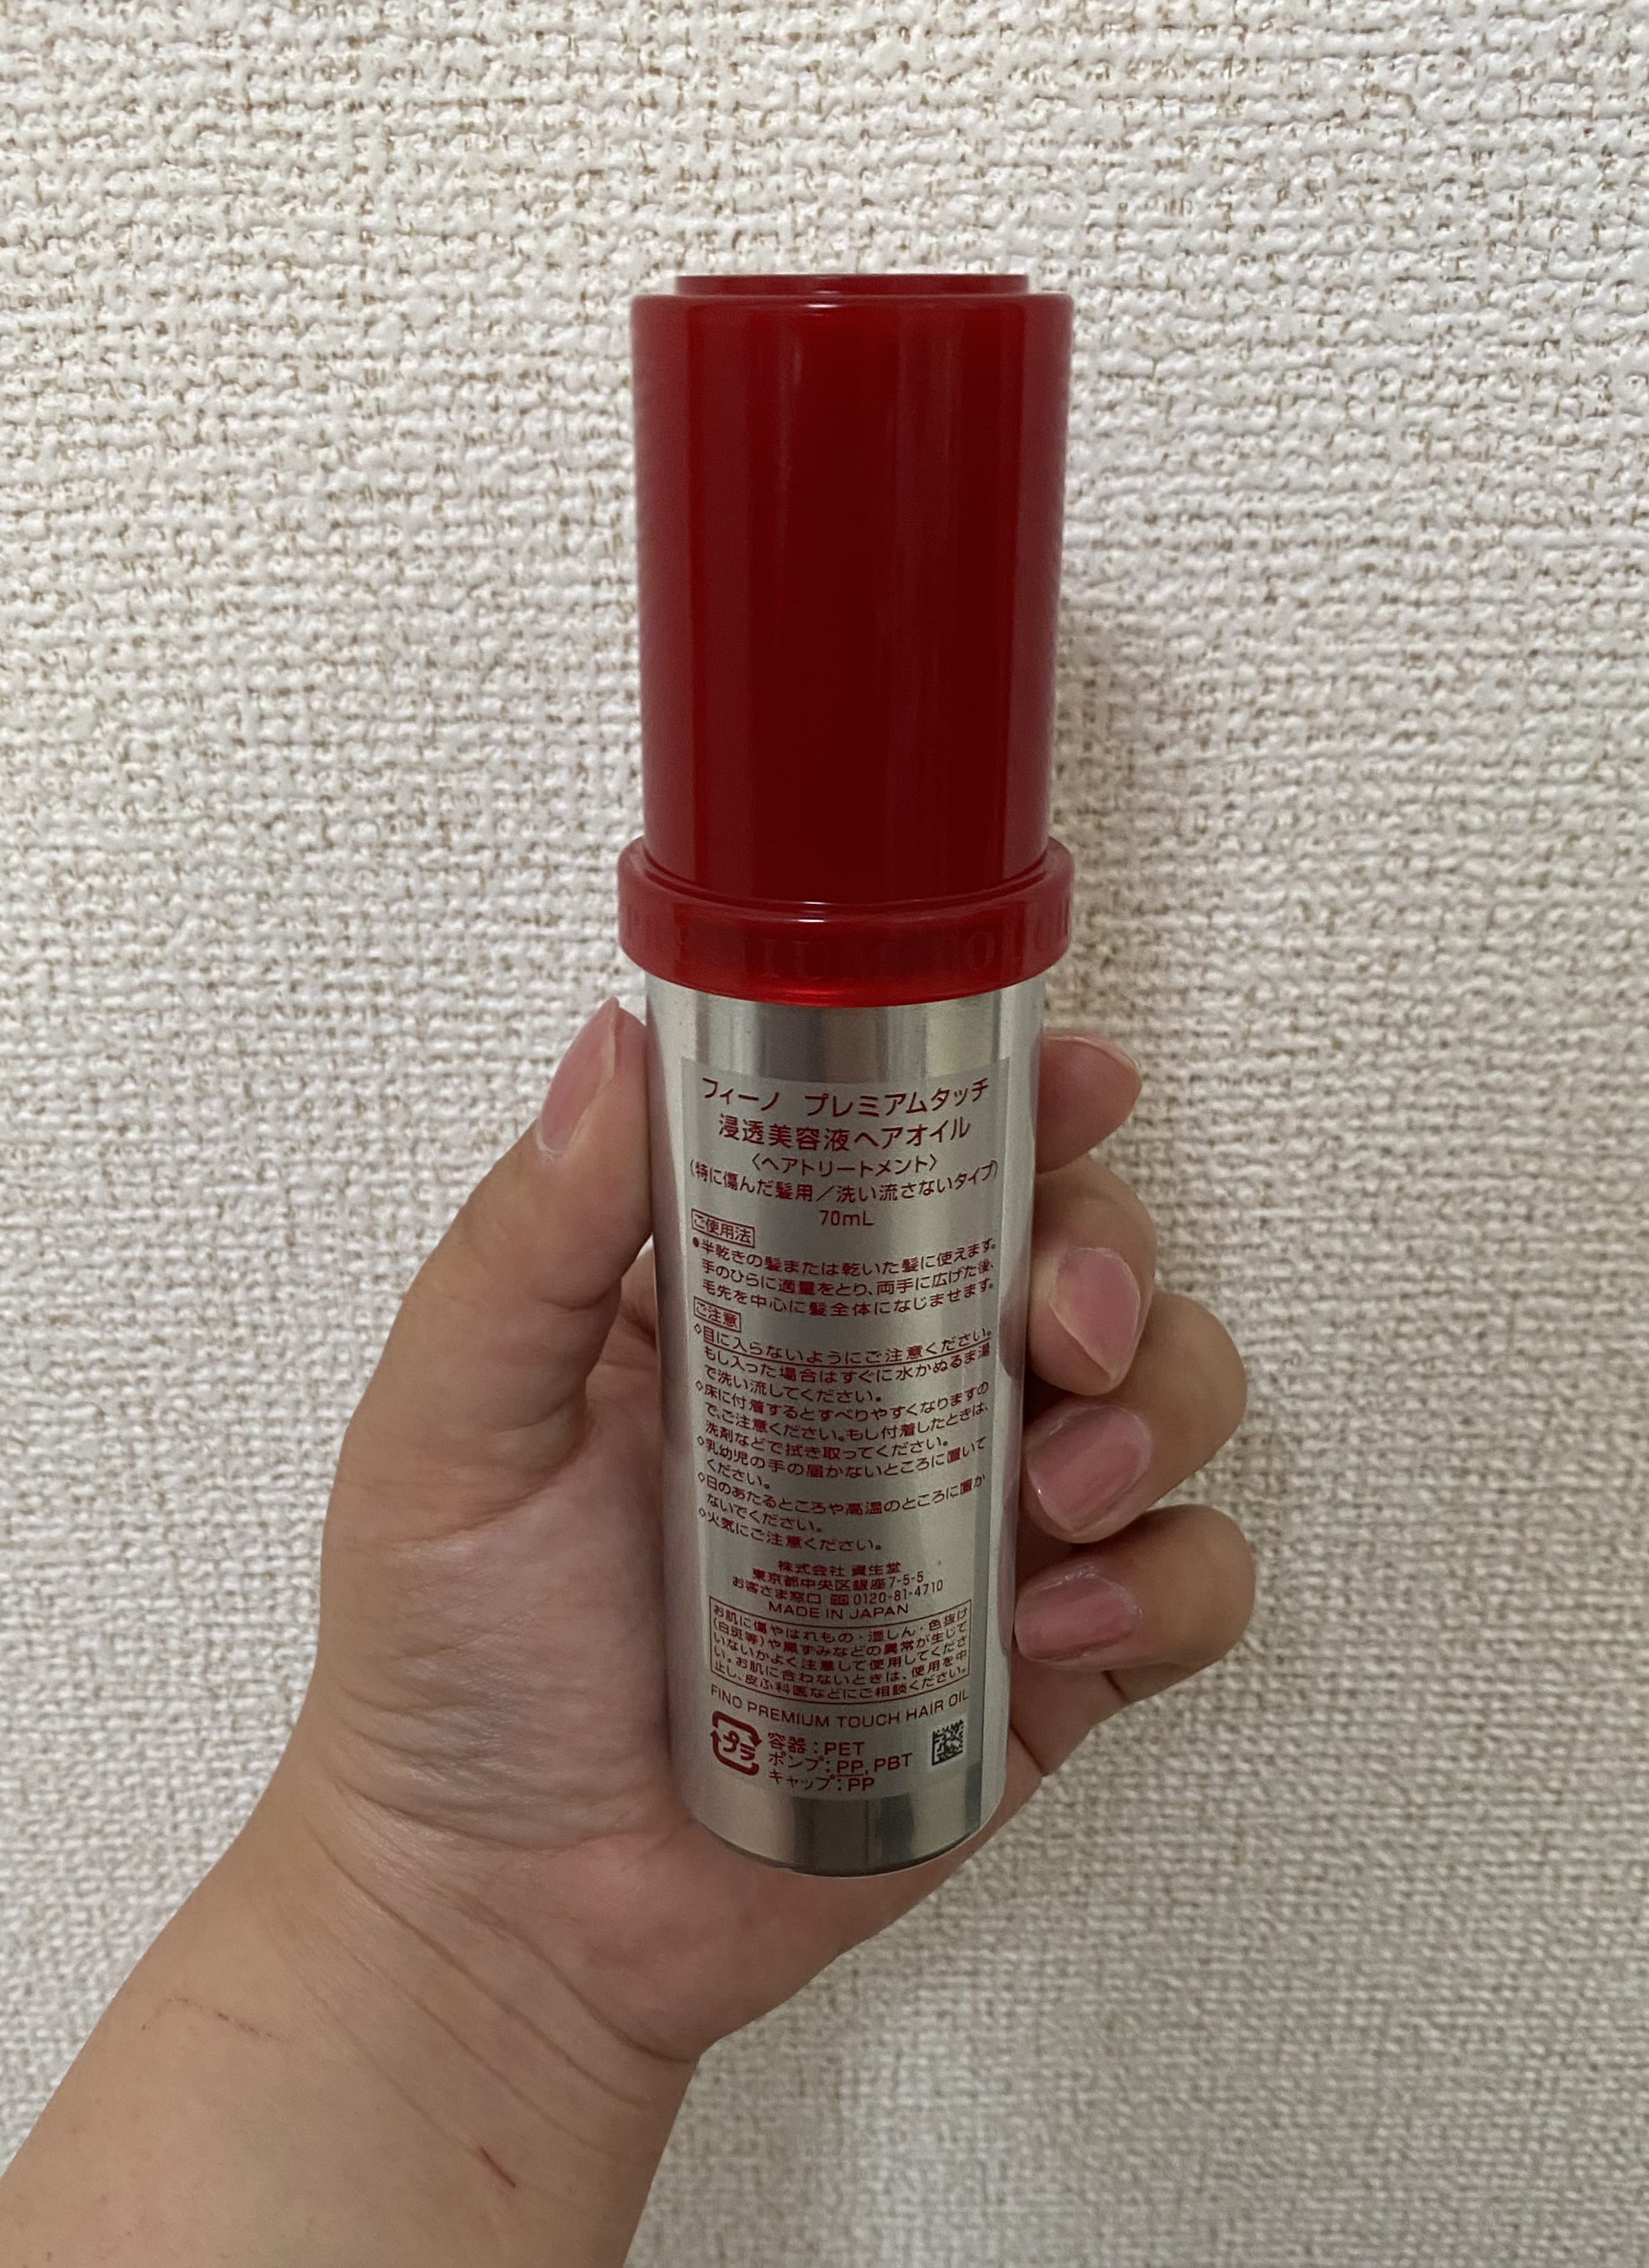 フィーノ プレミアムタッチ
浸透美容液ヘアオイル
〈ヘアトリートメント〉
(特に傷んだ髪用／洗い流さないタイプ)
70mL
ご使用法
●半乾きの髪または乾いた髪に使えます。
手のひらに適量をとり、両手に広げた後、
毛先を中心に髪全体になじませます。
ご注意
◇目に入らないようにご注意ください。
もし入った場合はすぐに水かぬるま湯
で洗い流してください。
◇床に付着するとすべりやすくなりますの
で、ご注意ください。もし付着したときは、
洗剤などで拭き取ってください。
◇乳幼児の手の届かないところに置いて
ください。
◇日のあたるところや高温のところに置か
ないでください。
◇火気にご注意ください。
株式会社 資生堂
東京都中央区銀座7-5-5
お客さま窓口 0120-81-4710
MADE IN JAPAN
お肌に傷やはれもの・湿しん・色抜け
(白斑等)や黒ずみなどの異常が生じて
いないかよく注意して使用してくださ
い。お肌に合わないときは、使用を中
止し、皮ふ科医などにご相談ください。
FINO PREMIUM TOUCH HAIR OIL
プラ
容器：PET
ポンプ：PP, PBT
キャップ：PP